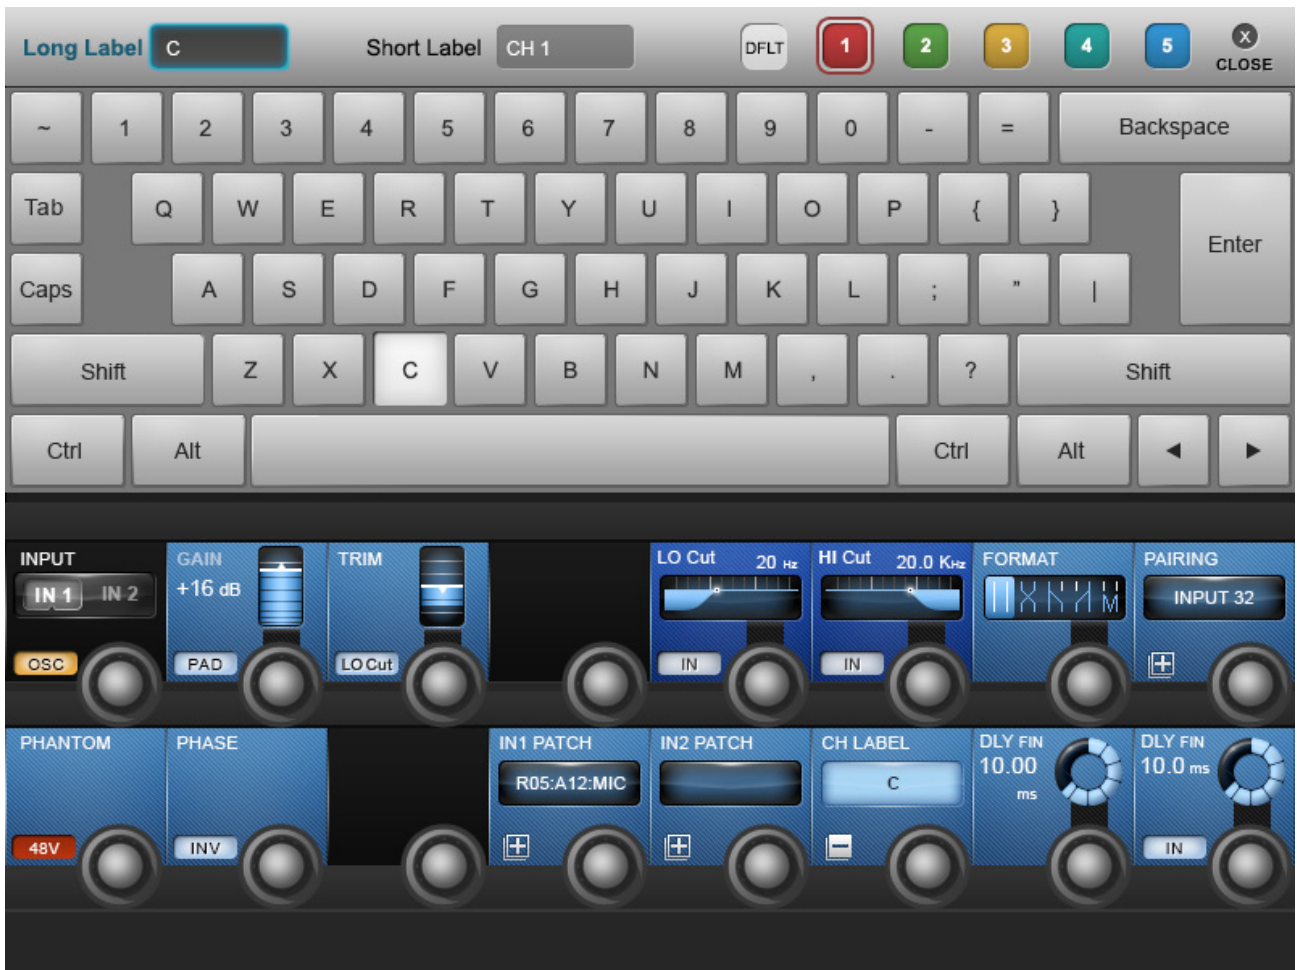 Long Label C Short Label CH 1 DFLT 1 2 3 4 5 X CLOSE
~ 1 2 3 4 5 6 7 8 9 0 - = Backspace
Tab Q W E R T Y U I O P { }
Enter
Caps A S D F G H J K L ; " |
Shift Z X C V B N M , . ? Shift
Ctrl Alt Ctrl Alt ◄ ►
INPUT
IN 1 IN 2
OSC
GAIN
+16 dB
PAD
TRIM
LO Cut
LO Cut 20 Hz
IN
HI Cut 20.0 KHz
IN
FORMAT
M
PAIRING
INPUT 32
PHANTOM
48V
PHASE
INV
IN1 PATCH
R05:A12:MIC
IN2 PATCH
CH LABEL
C
DLY FIN
10.00
ms
DLY FIN
10.0 ms
IN